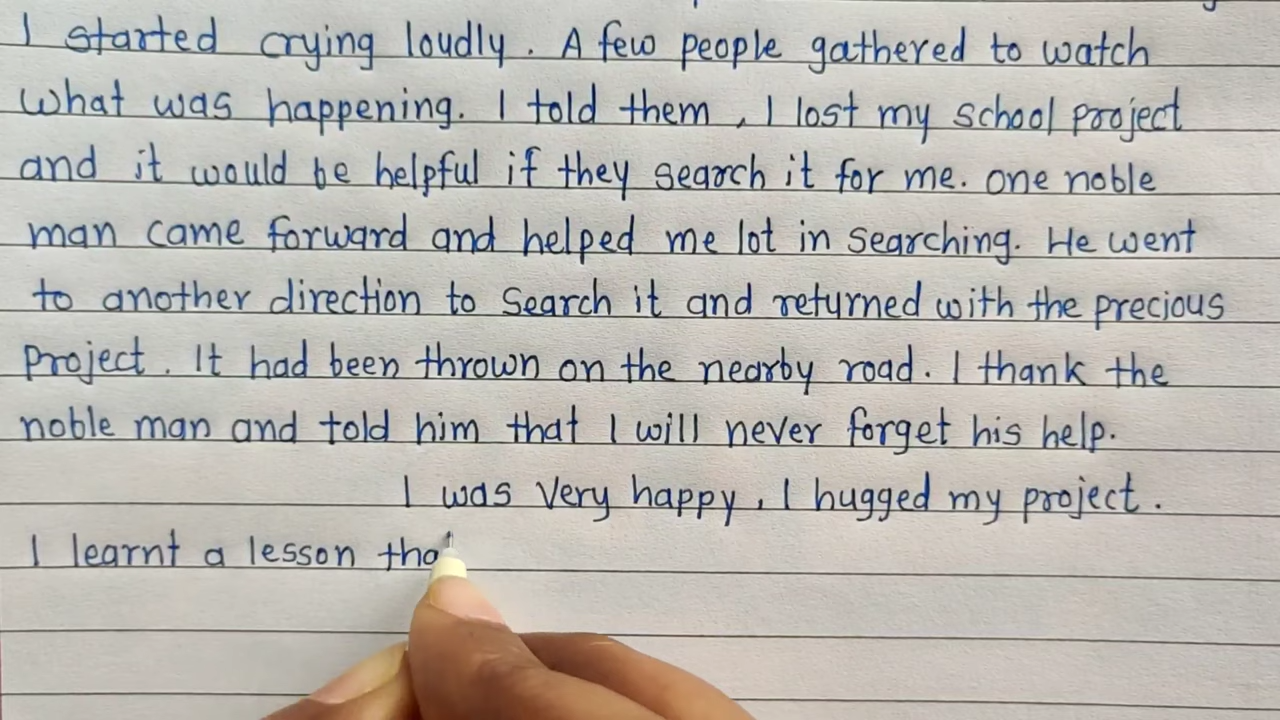 I started crying loudly. A few people gathered to watch
what was happening. I told them, I lost my school project
and it would be helpful if they search it for me. one noble
man came forward and helped me lot in searching. He went
to another direction to search it and returned with the precious
project. It had been thrown on the nearby road. I thank the
noble man and told him that I will never forget his help.
I was very happy, I hugged my project.
I learnt a lesson that